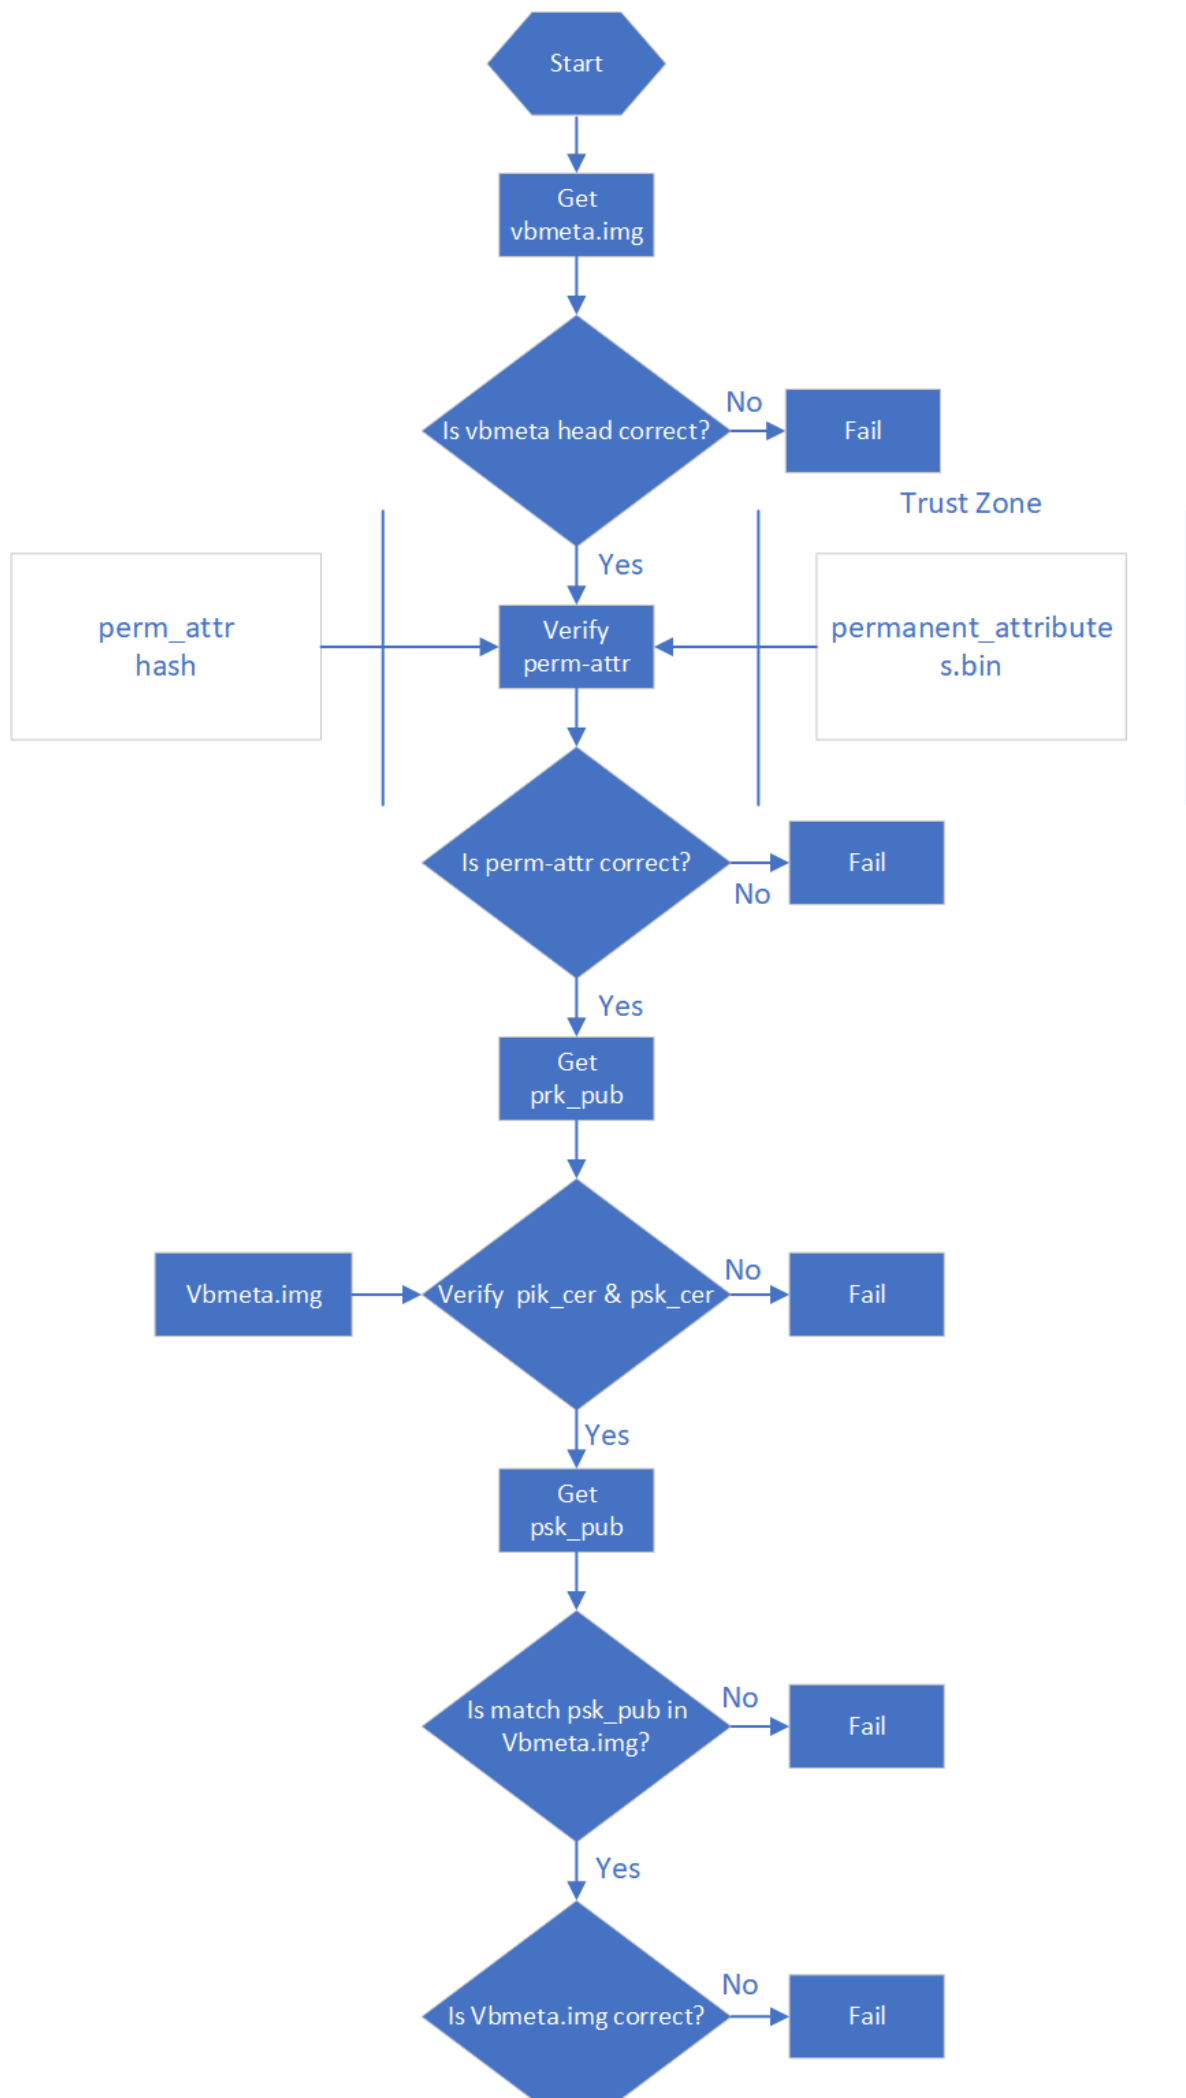 Start
Get
vbmeta.img
Is vbmeta head correct?
No
Fail
Trust Zone
Yes
perm_attr
hash
Verify
perm-attr
permanent_attribute
s.bin
Is perm-attr correct?
Fail
No
Yes
Get
prk_pub
Vbmeta.img
Verify pik_cer & psk_cer
No
Fail
Yes
Get
psk_pub
Is match psk_pub in
Vbmeta.img?
No
Fail
Yes
Is Vbmeta.img correct?
No
Fail